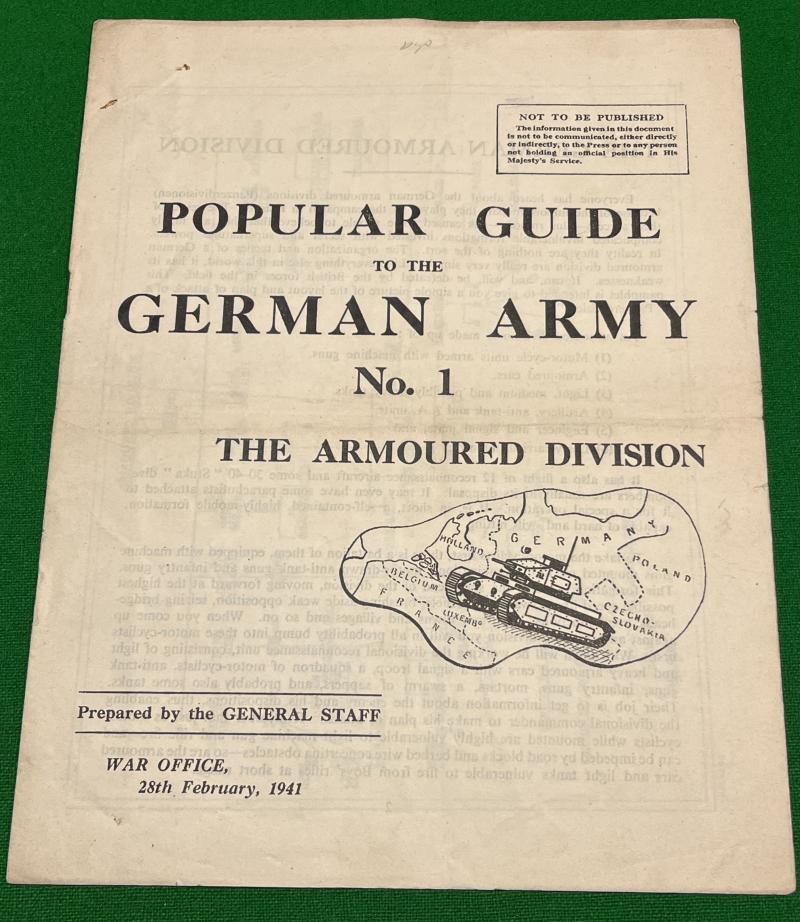 NOT TO BE PUBLISHED
The information given in this document
is not to be communicated, either directly
or indirectly, to the Press or to any person
not holding an official position in His
Majesty's Service.
POPULAR GUIDE
TO THE
GERMAN ARMY
No. 1
THE ARMOURED DIVISION
GERMANY
HOLLAND
POLAND
BELGIUM
CZECHO-
SLOVAKIA
LUXEMBG
FRANCE
Prepared by the GENERAL STAFF
WAR OFFICE,
28th February, 1941